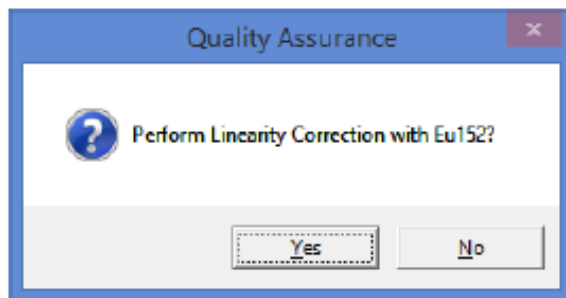 Quality Assurance
Perform Linearity Correction with Eu152?
Yes
No